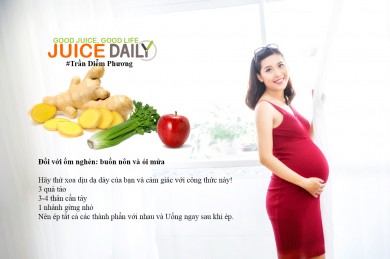 GOOD JUICE, GOOD LIFE
JUICE DAILY
#Trần Diễm Phương
Đối với ốm nghén: buồn nôn và ói mửa
Hãy thử xoa dịu dạ dày của bạn và cảm giác với công thức này!
3 quả táo
3-4 thân cần tây
1 nhánh gừng nhỏ
Nên ép tất cả các thành phần với nhau và Uống ngay sau khi ép.